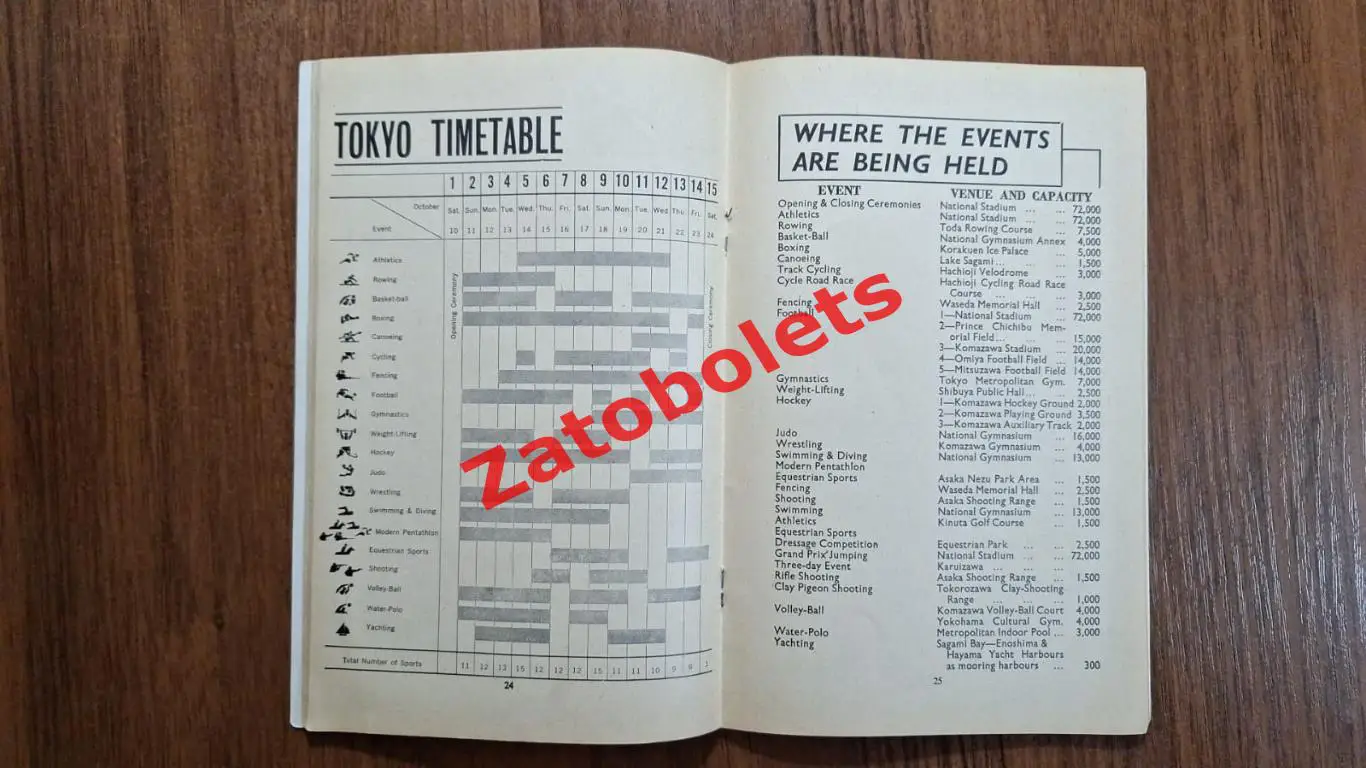 TOKYO TIMETABLE
1 2 3 4 5 6 7 8 9 10 11 12 13 14 15
October Sat. Sun. Mon. Tue. Wed. Thu. Fri. Sat. Sun. Mon. Tue. Wed. Thu. Fri. Sat.
Event 10 11 12 13 14 15 16 17 18 19 20 21 22 23 24
Opening Ceremony
Closing Ceremony
Athletics
Rowing
Basket-ball
Boxing
Canoeing
Cycling
Fencing
Football
Gymnastics
Weight-Lifting
Hockey
Judo
Wrestling
Swimming & Diving
Modern Pentathlon
Equestrian Sports
Shooting
Volley-Ball
Water-Polo
Yachting
Total Number of Sports 11 12 13 15 12 12 12 15 11 11 10 9
24
WHERE THE EVENTS
ARE BEING HELD
EVENT VENUE AND CAPACITY
Opening & Closing Ceremonies National Stadium ... ... 72,000
Athletics National Stadium ... ... 72,000
Rowing Toda Rowing Course ... 7,500
Basket-Ball National Gymnasium Annex 4,000
Boxing Korakuen Ice Palace ... 5,000
Canoeing Lake Sagami ... ... 1,500
Track Cycling Hachioji Velodrome ... 3,000
Cycle Road Race Hachioji Cycling Road Race
Course ... ... ... 3,000
Fencing Waseda Memorial Hall ... 2,500
Football 1—National Stadium ... 72,000
2—Prince Chichibu Mem-
orial Field ... ... 15,000
3—Komazawa Stadium ... 20,000
4—Omiya Football Field ... 14,000
5—Mitsuzawa Football Field 14,000
Gymnastics Tokyo Metropolitan Gym. 7,000
Weight-Lifting Shibuya Public Hall ... ... 2,500
Hockey 1—Komazawa Hockey Ground 2,000
2—Komazawa Playing Ground 3,500
3—Komazawa Auxiliary Track 2,000
Judo National Gymnasium ... 16,000
Wrestling Komazawa Gymnasium ... 4,000
Swimming & Diving National Gymnasium ... 13,000
Modern Pentathlon
Equestrian Sports Asaka Nezu Park Area ... 1,500
Fencing Waseda Memorial Hall ... 2,500
Shooting Asaka Shooting Range ... 1,500
Swimming National Gymnasium ... 13,000
Athletics Kinuta Golf Course ... 1,500
Equestrian Sports
Dressage Competition Equestrian Park ... ... 2,500
Grand Prix Jumping National Stadium ... ... 72,000
Three-day Event Karuizawa ... ... ...
Rifle Shooting Asaka Shooting Range ... 1,500
Clay Pigeon Shooting Tokorozawa Clay-Shooting
Range ... ... ... 1,000
Volley-Ball Komazawa Volley-Ball Court 4,000
Yokohama Cultural Gym. 4,000
Water-Polo Metropolitan Indoor Pool ... 3,000
Yachting Sagami Bay—Enoshima &
Hayama Yacht Harbours
as mooring harbours ... 300
25
Zatobolets